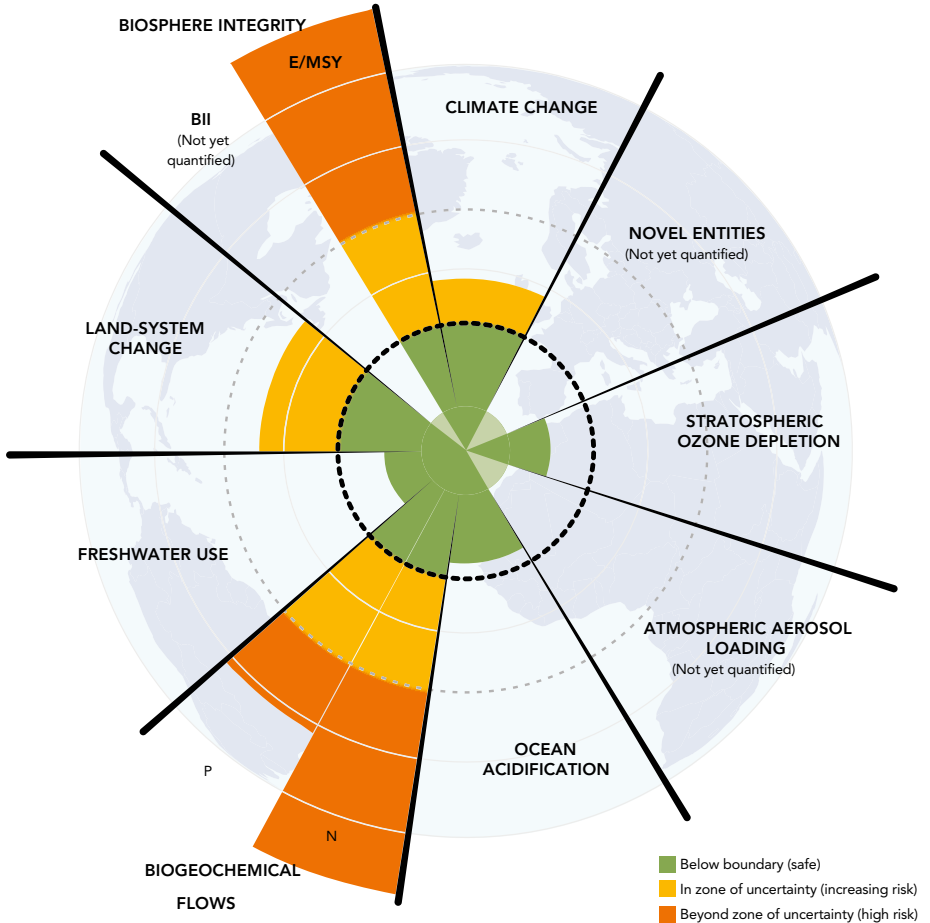 BIOSPHERE INTEGRITY
E/MSY
BII
(Not yet
quantified)
CLIMATE CHANGE
NOVEL ENTITIES
(Not yet quantified)
LAND-SYSTEM
CHANGE
STRATOSPHERIC
OZONE DEPLETION
FRESHWATER USE
ATMOSPHERIC AEROSOL
LOADING
(Not yet quantified)
OCEAN
ACIDIFICATION
P
N
BIOGEOCHEMICAL
FLOWS
Below boundary (safe)
In zone of uncertainty (increasing risk)
Beyond zone of uncertainty (high risk)